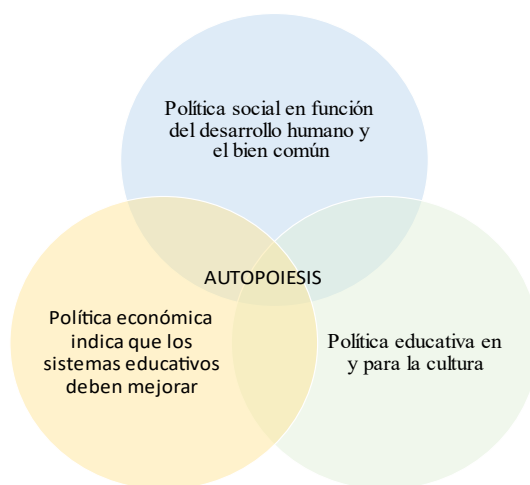 Política social en función
del desarrollo humano y
el bien común
AUTOPOIESIS
Política económica
indica que los
sistemas educativos
deben mejorar
Política educativa en
y para la cultura